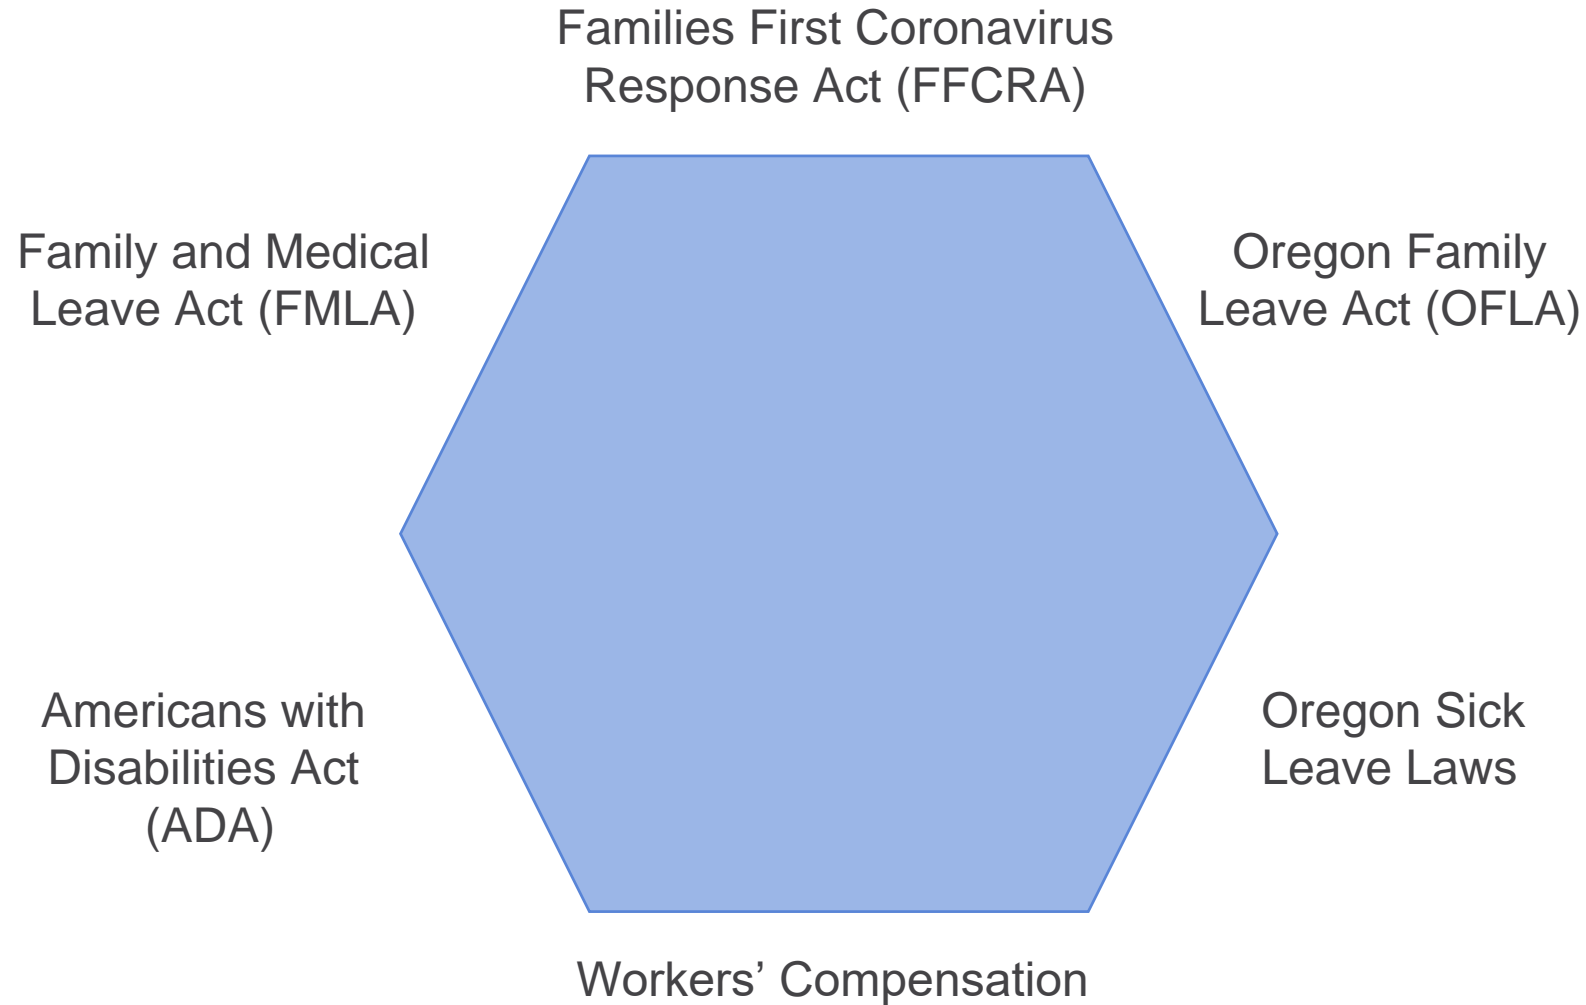 Families First Coronavirus
Response Act (FFCRA)
Family and Medical
Leave Act (FMLA)
Oregon Family
Leave Act (OFLA)
Americans with
Disabilities Act
(ADA)
Oregon Sick
Leave Laws
Workers’ Compensation